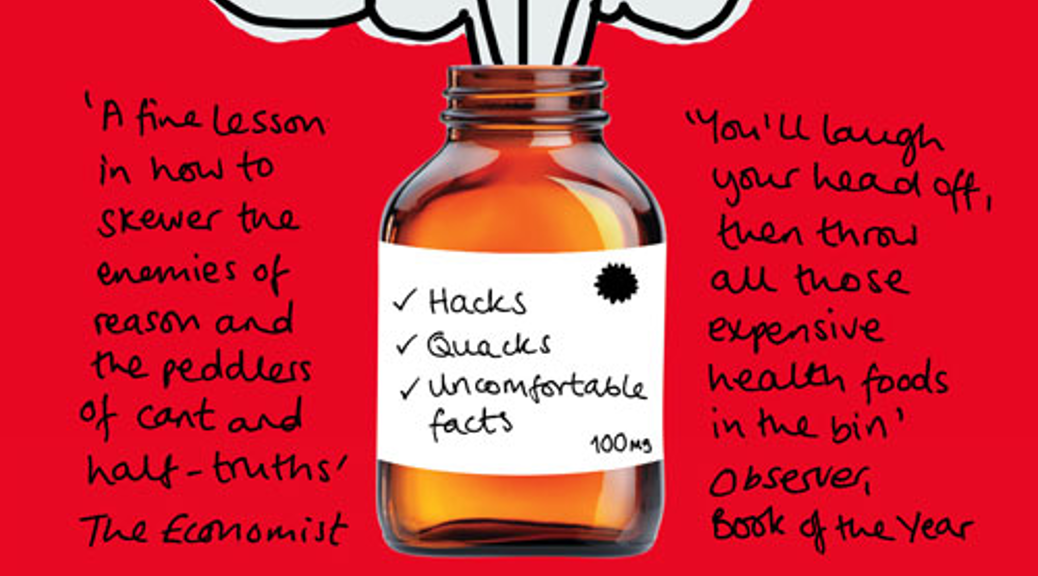 'A fine Lesson
in how to
skewer the
enemies of
reason and
the peddlers
of cant and
half-truths'
The Economist
✓ Hacks
✓ Quacks
✓ Uncomfortable
facts
100mg
"You'll laugh
your head off,
then throw
all those
expensive
health foods
in the bin'
Observer,
Book of the Year